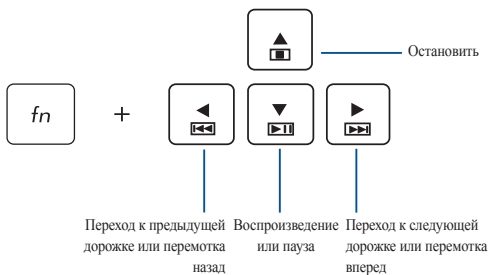 Остановить
fn
+
Переход к предыдущей
дорожке или перемотка
назад
Воспроизведение
или пауза
Переход к следующей
дорожке или перемотка
вперед